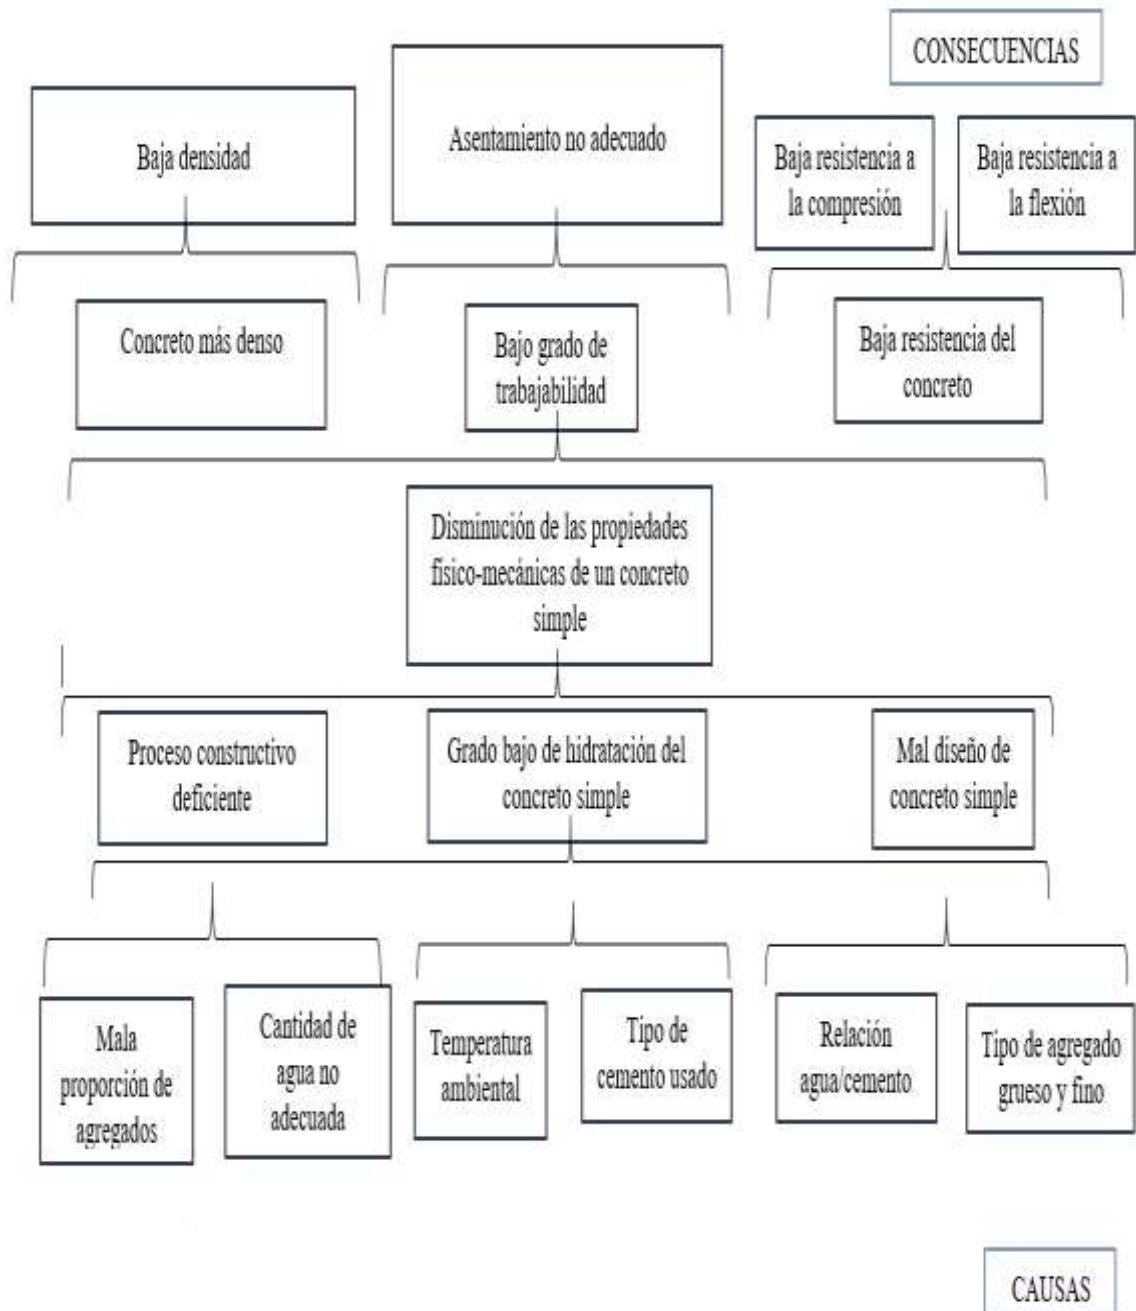 CONSECUENCIAS
Baja densidad
Asentamiento no adecuado
Baja resistencia a
la compresión
Baja resistencia a
la flexión
Concreto más denso
Bajo grado de
trabajabilidad
Baja resistencia del
concreto
Disminución de las propiedades
físico-mecánicas de un concreto
simple
Proceso constructivo
deficiente
Grado bajo de hidratación del
concreto simple
Mal diseño de
concreto simple
Mala
proporción de
agregados
Cantidad de
agua no
adecuada
Temperatura
ambiental
Tipo de
cemento usado
Relación
agua/cemento
Tipo de agregado
grueso y fino
CAUSAS